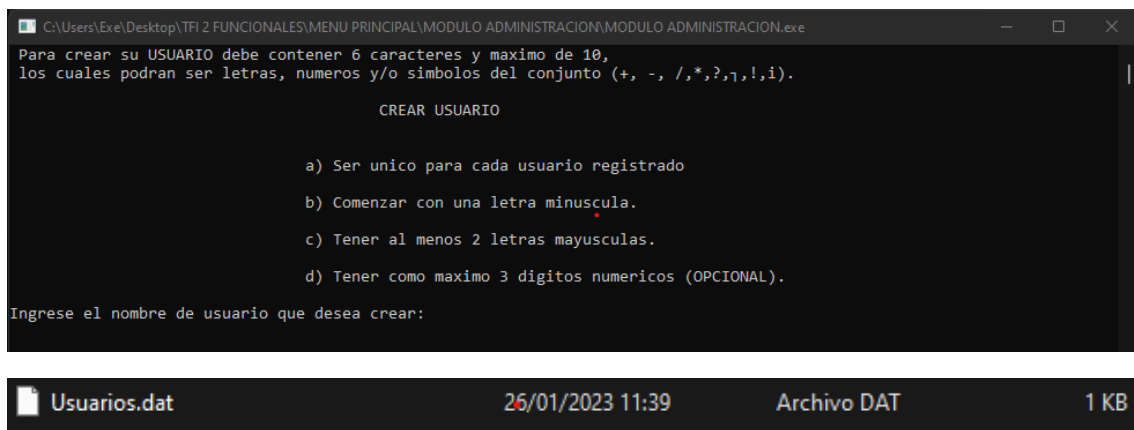 C:\Users\Exe\Desktop\TFI 2 FUNCIONALES\MENU PRINCIPAL\MODULO ADMINISTRACION\MODULO ADMINISTRACION.exe
Para crear su USUARIO debe contener 6 caracteres y maximo de 10,
los cuales podran ser letras, numeros y/o simbolos del conjunto (+, -, /,*,?,┐,!,i).
CREAR USUARIO
a) Ser unico para cada usuario registrado
b) Comenzar con una letra minuscula.
c) Tener al menos 2 letras mayusculas.
d) Tener como maximo 3 digitos numericos (OPCIONAL).
Ingrese el nombre de usuario que desea crear:
Usuarios.dat 26/01/2023 11:39 Archivo DAT 1 KB